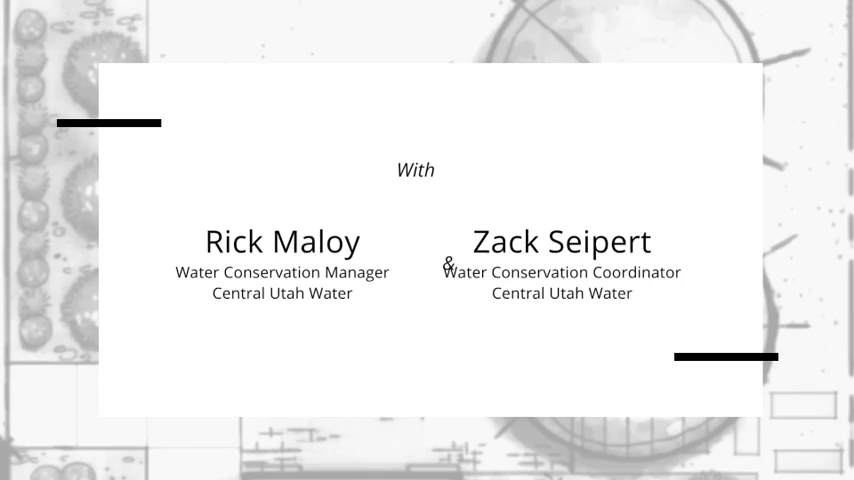 With
Rick Maloy
Water Conservation Manager
Central Utah Water
&
Zack Seipert
Water Conservation Coordinator
Central Utah Water